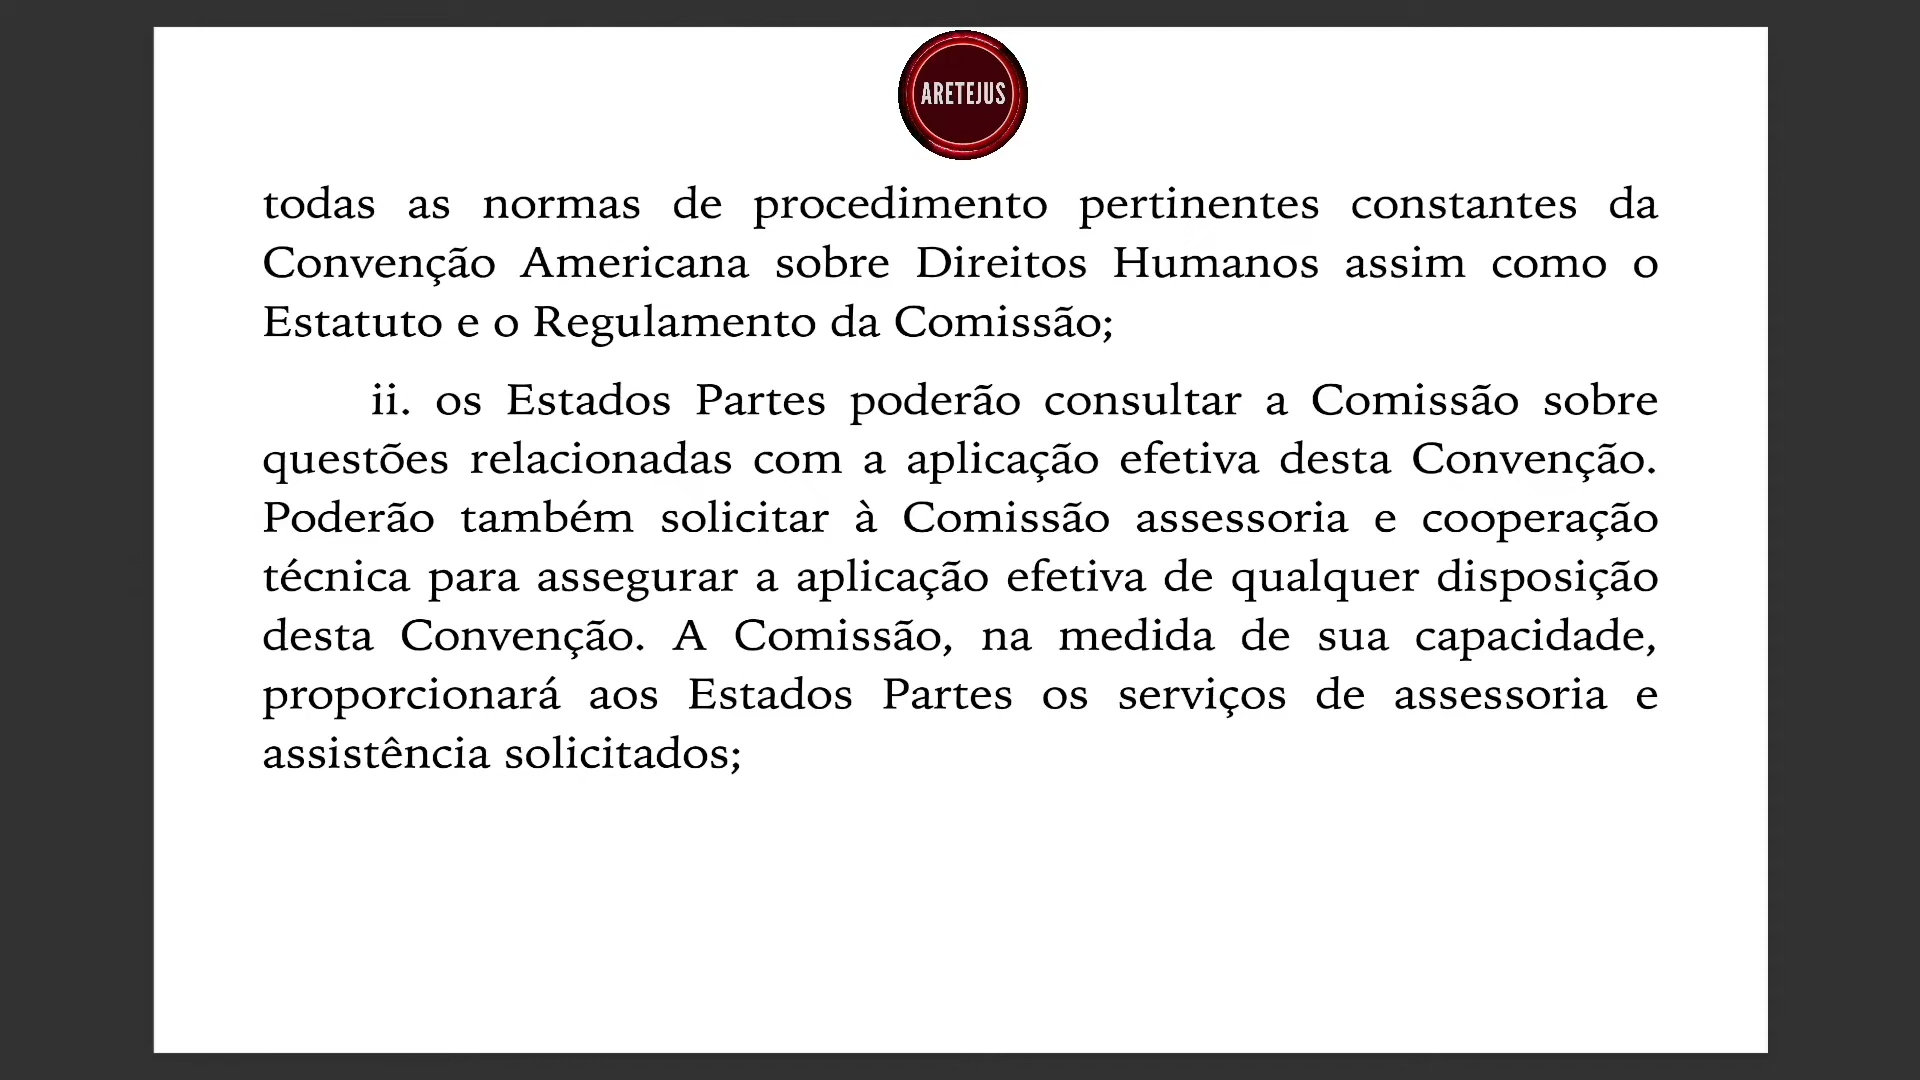 ARETEJUS
todas as normas de procedimento pertinentes constantes da
Convenção Americana sobre Direitos Humanos assim como o
Estatuto e o Regulamento da Comissão;
ii. os Estados Partes poderão consultar a Comissão sobre
questões relacionadas com a aplicação efetiva desta Convenção.
Poderão também solicitar à Comissão assessoria e cooperação
técnica para assegurar a aplicação efetiva de qualquer disposição
desta Convenção. A Comissão, na medida de sua capacidade,
proporcionará aos Estados Partes os serviços de assessoria e
assistência solicitados;